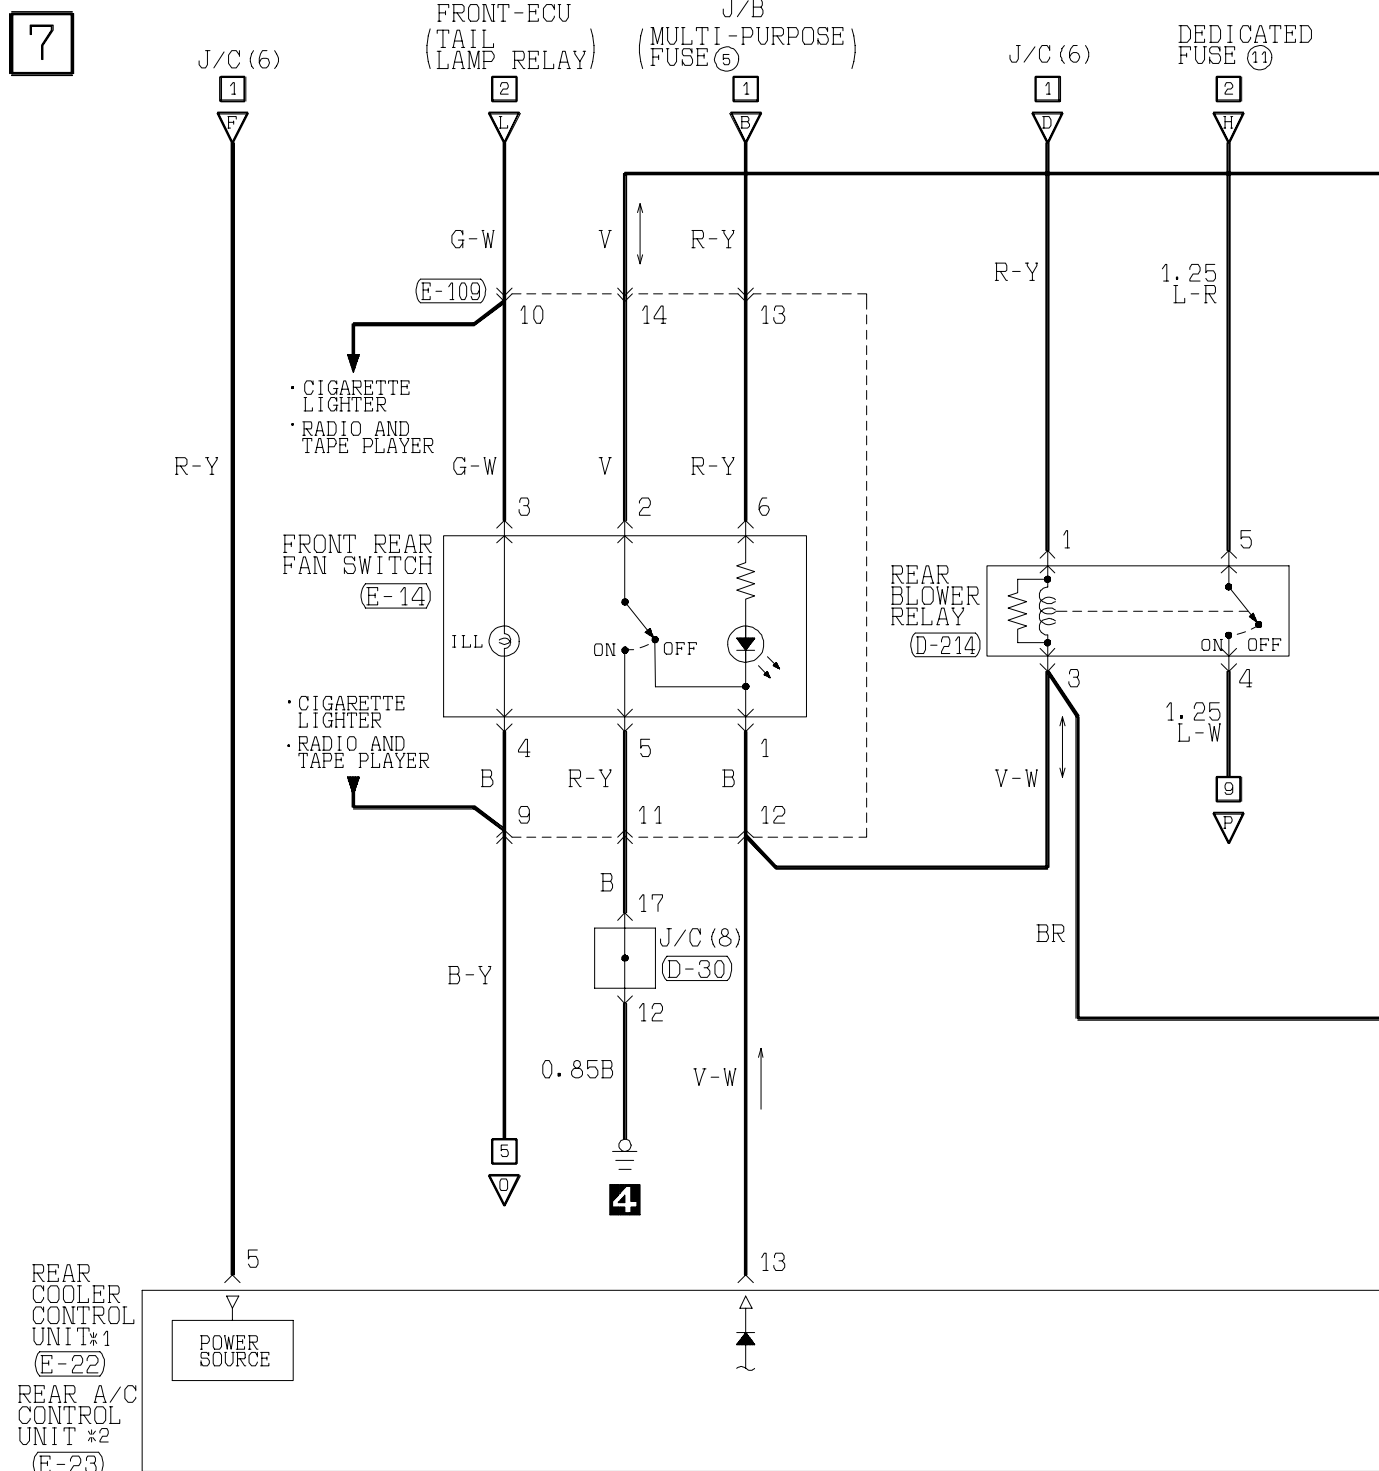 7
J/C(6)
FRONT-ECU
(TAIL
LAMP RELAY)
J/B
(MULTI-PURPOSE
FUSE⑤)
J/C(6)
DEDICATED
FUSE ⑪
1
2
1
1
2
F
L
B
D
H
G-W
V
R-Y
R-Y
1.25
L-R
E-109
10
14
13
· CIGARETTE
LIGHTER
· RADIO AND
TAPE PLAYER
R-Y
G-W
V
R-Y
3
2
6
1
5
FRONT REAR
FAN SWITCH
E-14
ILL
ON
OFF
REAR
BLOWER
RELAY
D-214
ON
OFF
3
4
· CIGARETTE
LIGHTER
· RADIO AND
TAPE PLAYER
4
5
1
B
R-Y
B
V-W
1.25
L-W
9
P
9
11
12
B
17
J/C(8)
D-30
12
BR
B-Y
0.85B
V-W
5
O
4
5
13
REAR
COOLER
CONTROL
UNIT*1
E-22
REAR A/C
CONTROL
UNIT *2
E-23
POWER
SOURCE